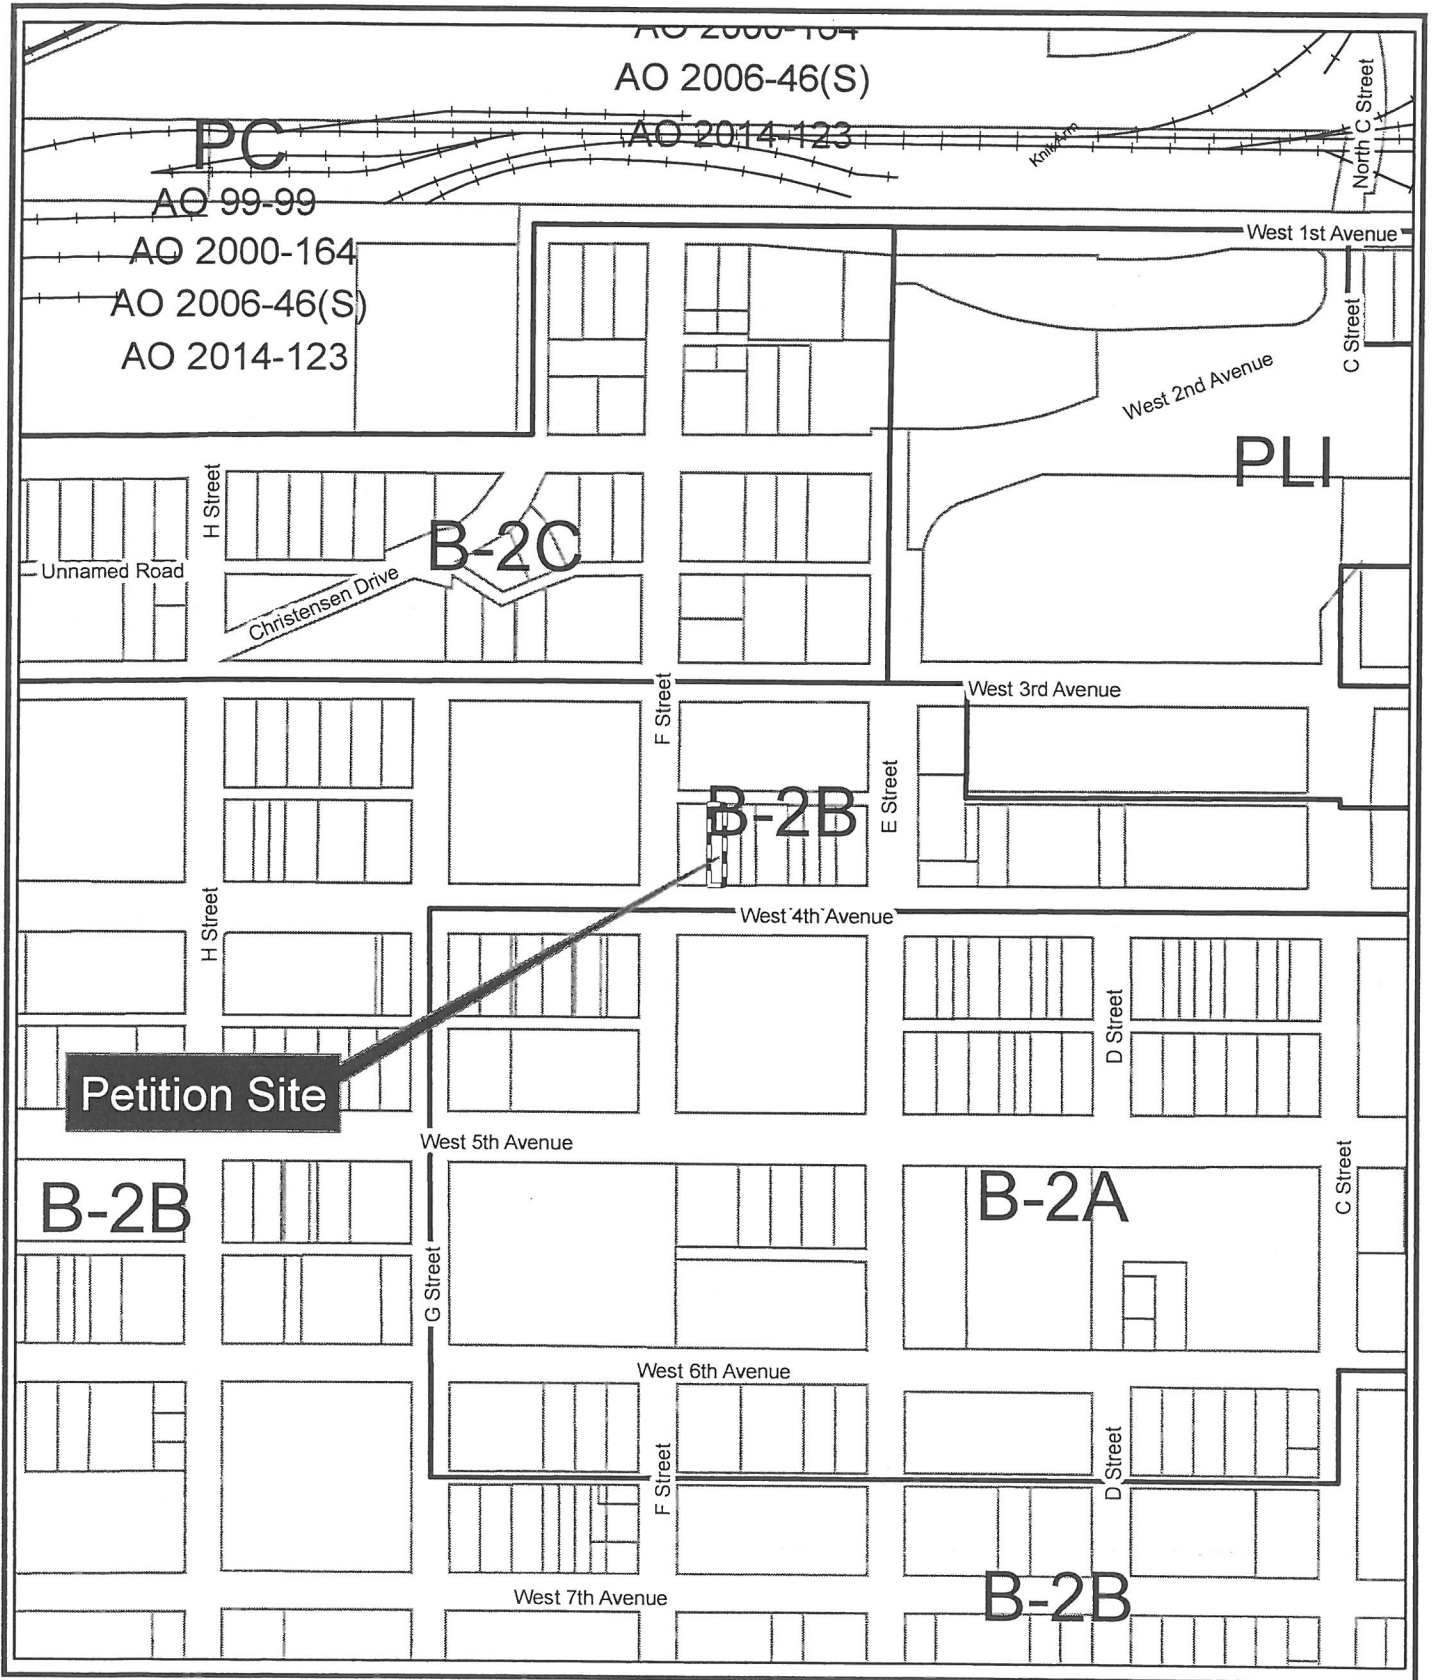 AO 2000-164
AO 2006-46(S)
AO 2014-123
PC
Knik Arm
North C Street
AO 99-99
AO 2000-164
AO 2006-46(S)
AO 2014-123
West 1st Avenue
C Street
West 2nd Avenue
PLI
H Street
B-2C
Unnamed Road
Christensen Drive
West 3rd Avenue
F Street
B-2B
E Street
West 4th Avenue
H Street
D Street
Petition Site
West 5th Avenue
C Street
B-2B
B-2A
G Street
West 6th Avenue
F Street
D Street
West 7th Avenue
B-2B